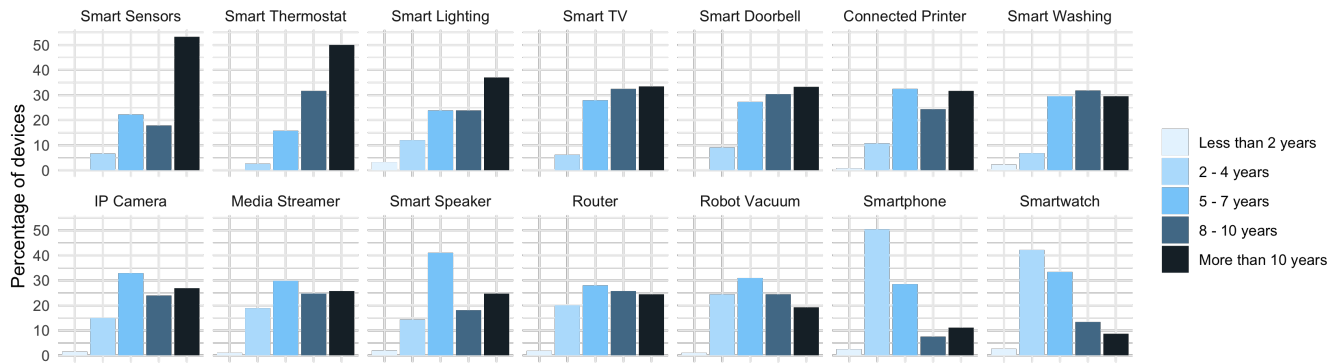 Smart Sensors Smart Thermostat Smart Lighting Smart TV Smart Doorbell Connected Printer Smart Washing
50
40
30
20
10
0
IP Camera Media Streamer Smart Speaker Router Robot Vacuum Smartphone Smartwatch
50
40
30
20
10
0
Percentage of devices
Less than 2 years
2 - 4 years
5 - 7 years
8 - 10 years
More than 10 years